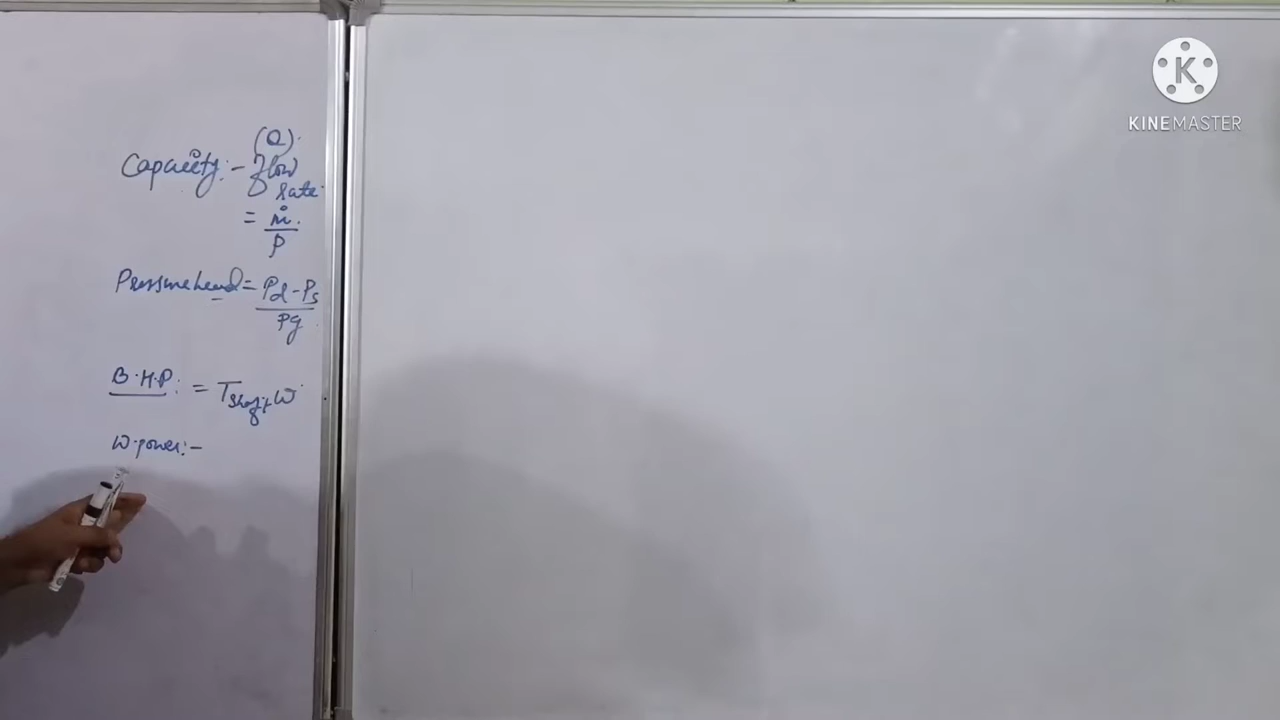 (Q).
Capacity:- flow
rate.
= ṁ.
ρ
Pressure head = Pd - Ps
ρg
B.H.P: = Tshaft ω
W.power:-
K
KINEMASTER